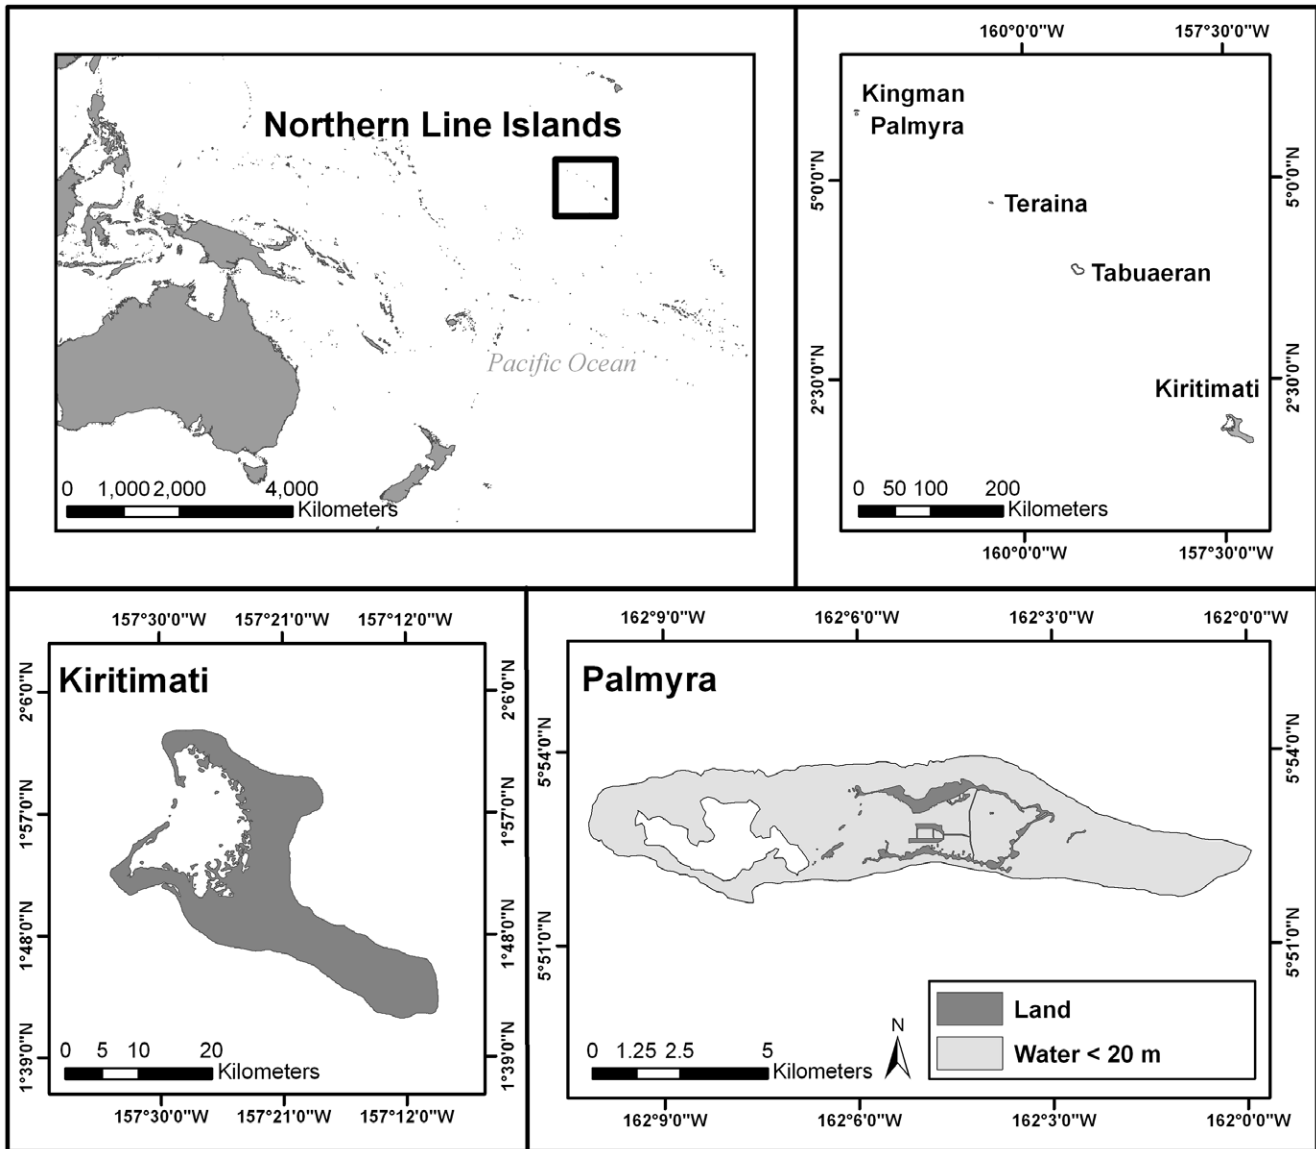 Northern Line Islands
Pacific Ocean
0 1,000 2,000 4,000
Kilometers
160°0'0"W 157°30'0"W
Kingman
Palmyra
5°0'0"N 5°0'0"N
Teraina
Tabuaeran
2°30'0"N 2°30'0"N
Kiritimati
0 50 100 200
Kilometers
160°0'0"W 157°30'0"W
157°30'0"W 157°21'0"W 157°12'0"W
Kiritimati
2°6'0"N 2°6'0"N
1°57'0"N 1°57'0"N
1°48'0"N 1°48'0"N
1°39'0"N 1°39'0"N
0 5 10 20
Kilometers
157°30'0"W 157°21'0"W 157°12'0"W
162°9'0"W 162°6'0"W 162°3'0"W 162°0'0"W
Palmyra
5°54'0"N 5°54'0"N
5°51'0"N 5°51'0"N
0 1.25 2.5 5
Kilometers
N
Land
Water < 20 m
162°9'0"W 162°6'0"W 162°3'0"W 162°0'0"W